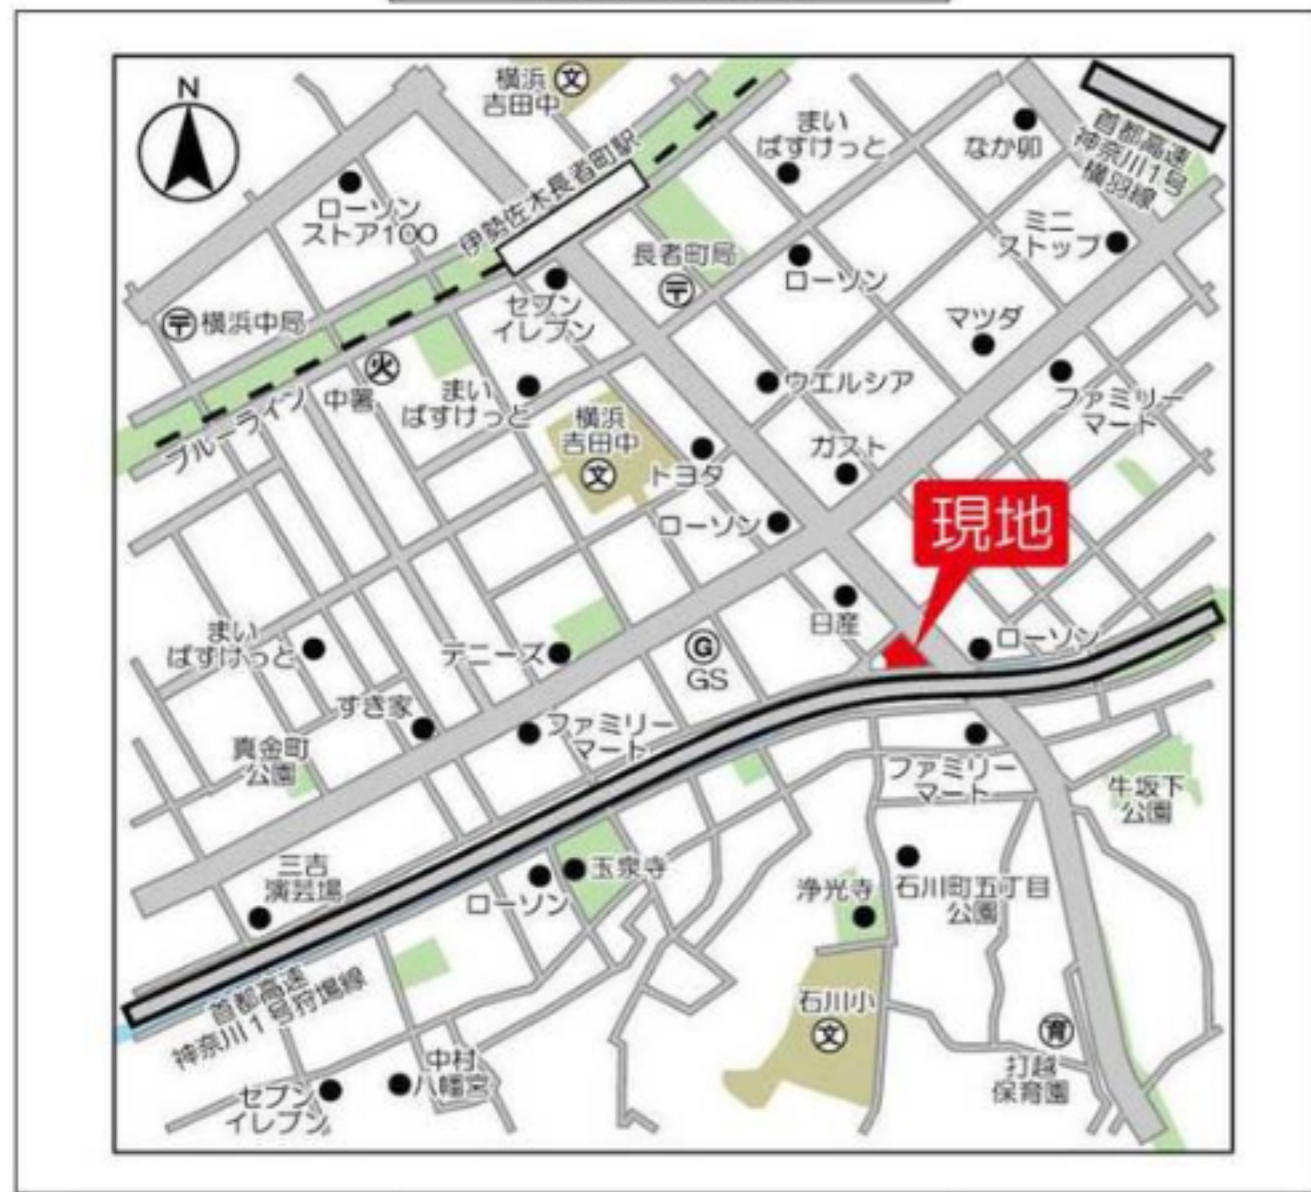 N
横浜
吉田中
まい
ばすけっと
なか卯
首都高速
神奈川1号
横羽線
ローソン
ストア100
伊勢佐木長者町駅
長者町局
ローソン
ミニ
ストップ
横浜中局
セブン
イレブン
マツダ
火
中署
まい
ばすけっと
ウエルシア
ファミリー
マート
ブルーライン
横浜
吉田中
文
トヨタ
ガスト
ローソン
現地
日産
ローソン
まい
ばすけっと
デニーズ
G
GS
すき家
ファミリー
マート
真金町
公園
ファミリー
マート
牛坂下
公園
三吉
演芸場
ローソン
玉泉寺
浄光寺
石川町五丁目
公園
首都高速
神奈川1号狩場線
石川小
文
育
打越
保育園
中村
八幡宮
セブン
イレブン
文